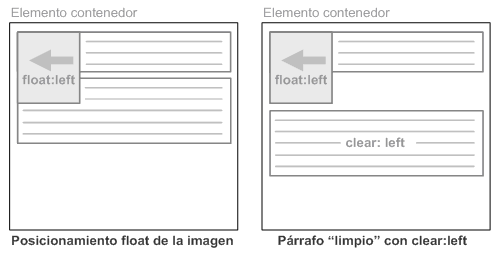 Elemento contenedor
float:left
Posicionamiento float de la imagen
Elemento contenedor
float:left
clear: left
Párrafo “limpio” con clear:left